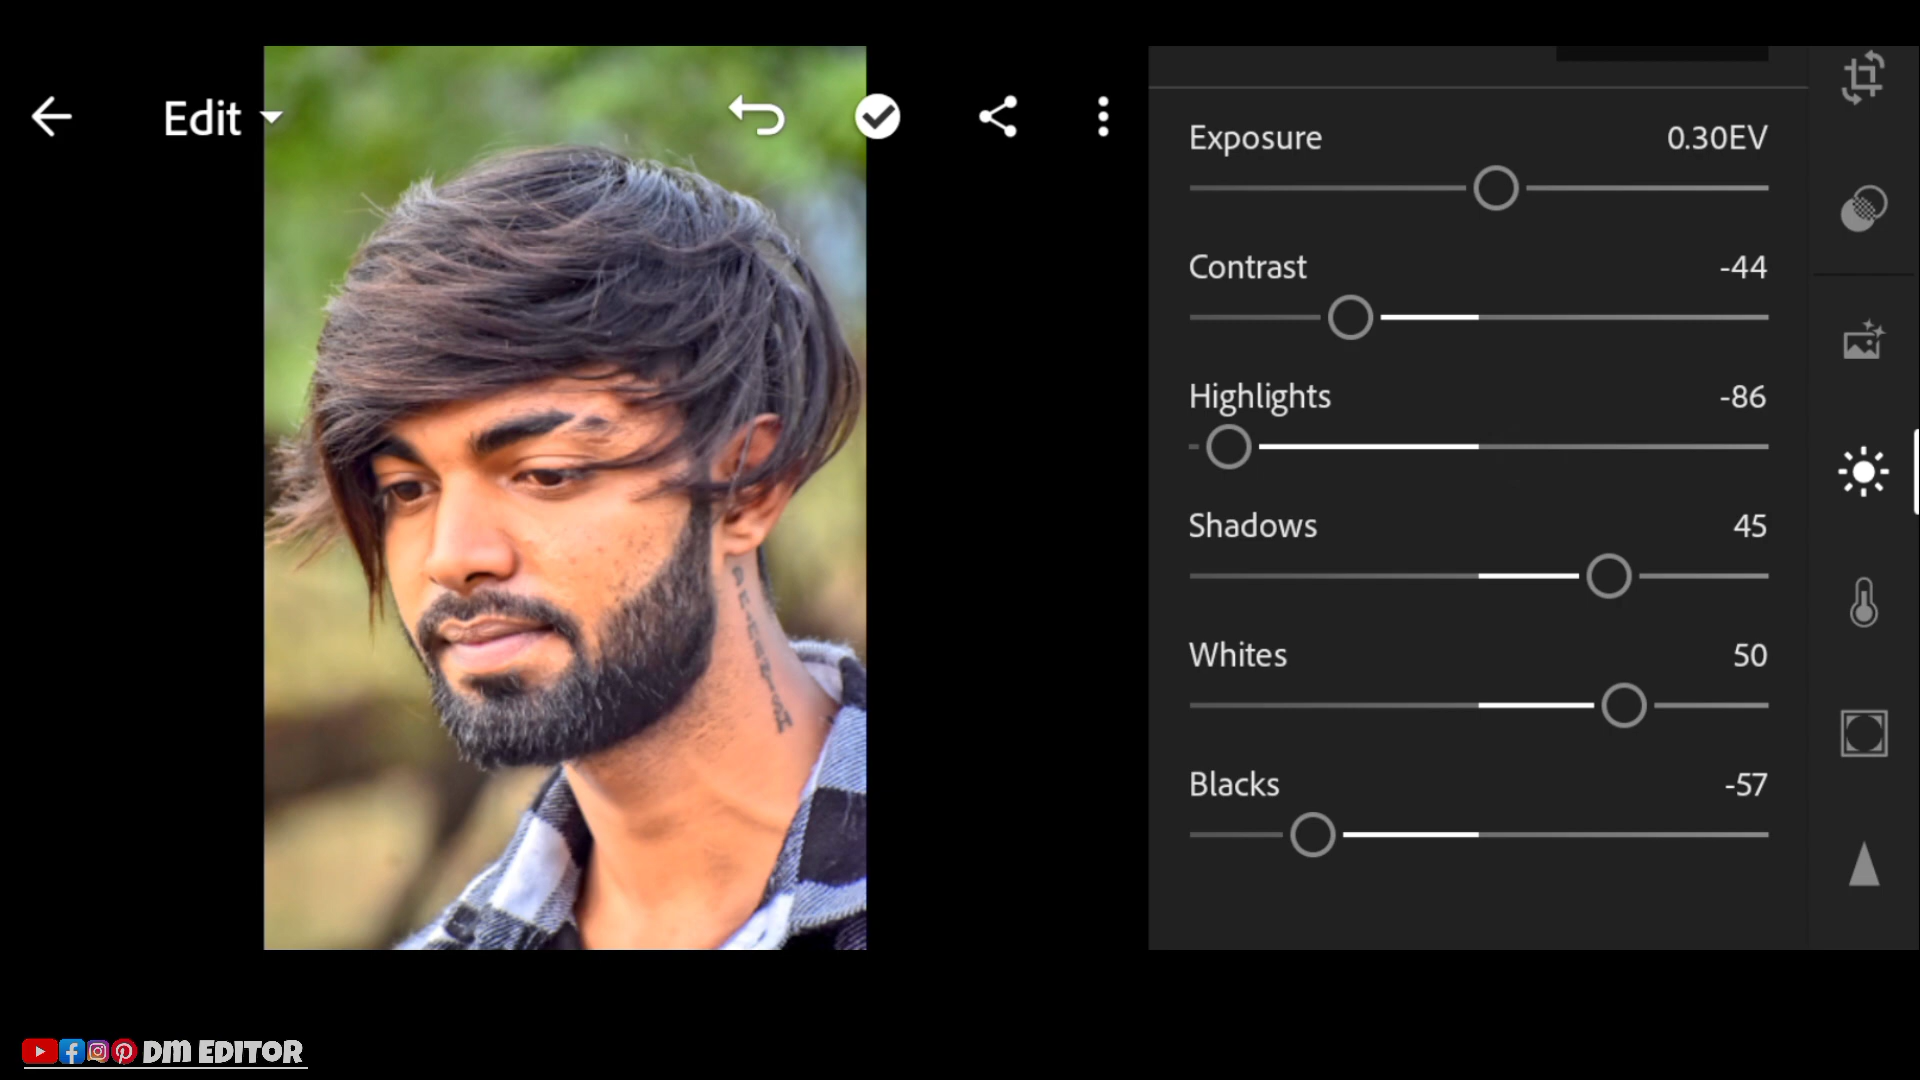 Edit
Exposure 0.30EV
Contrast -44
Highlights -86
Shadows 45
Whites 50
Blacks -57
DM EDITOR